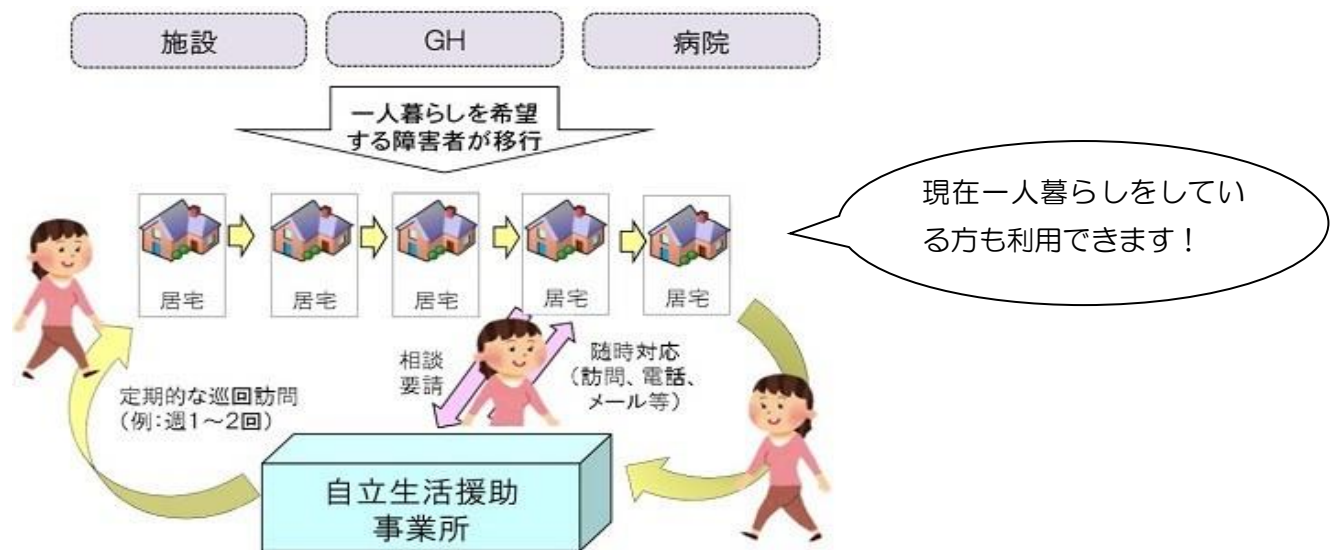 施設
GH
病院
一人暮らしを希望
する障害者が移行
現在一人暮らしをしてい
る方も利用できます！
居宅
居宅
居宅
居宅
居宅
相談
要請
随時対応
（訪問、電話、
メール等）
定期的な巡回訪問
（例：週1～2回）
自立生活援助
事業所